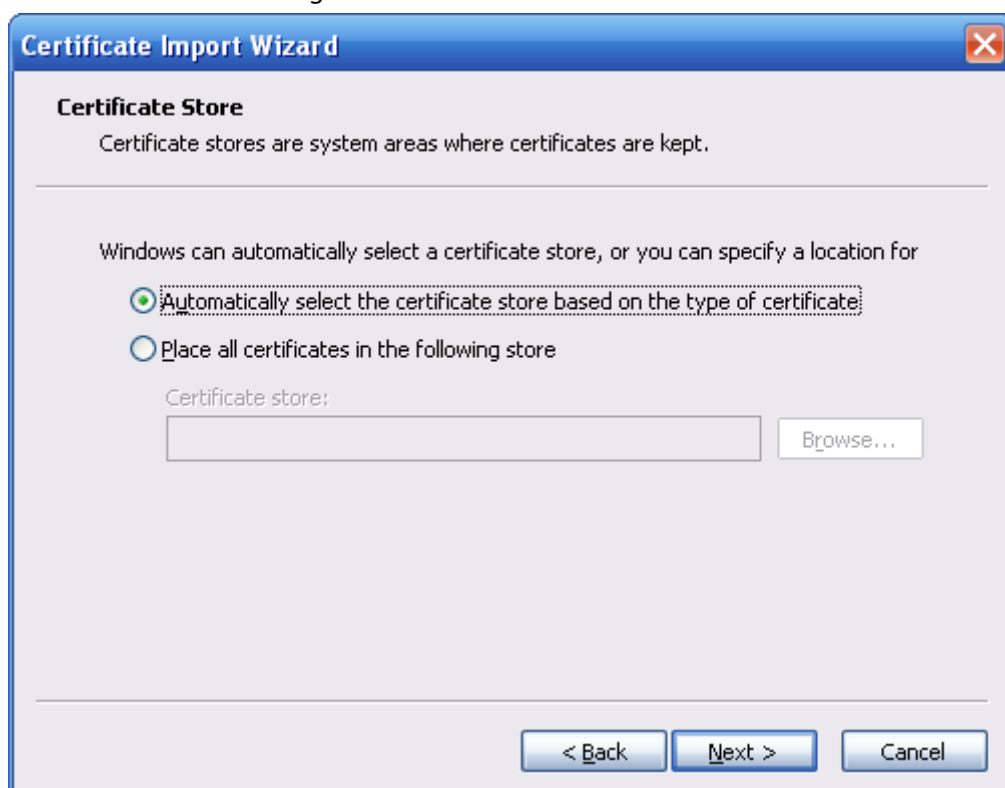 Certificate Import Wizard
Certificate Store
Certificate stores are system areas where certificates are kept.
Windows can automatically select a certificate store, or you can specify a location for
Automatically select the certificate store based on the type of certificate
Place all certificates in the following store
Certificate store:
Browse...
< Back Next > Cancel